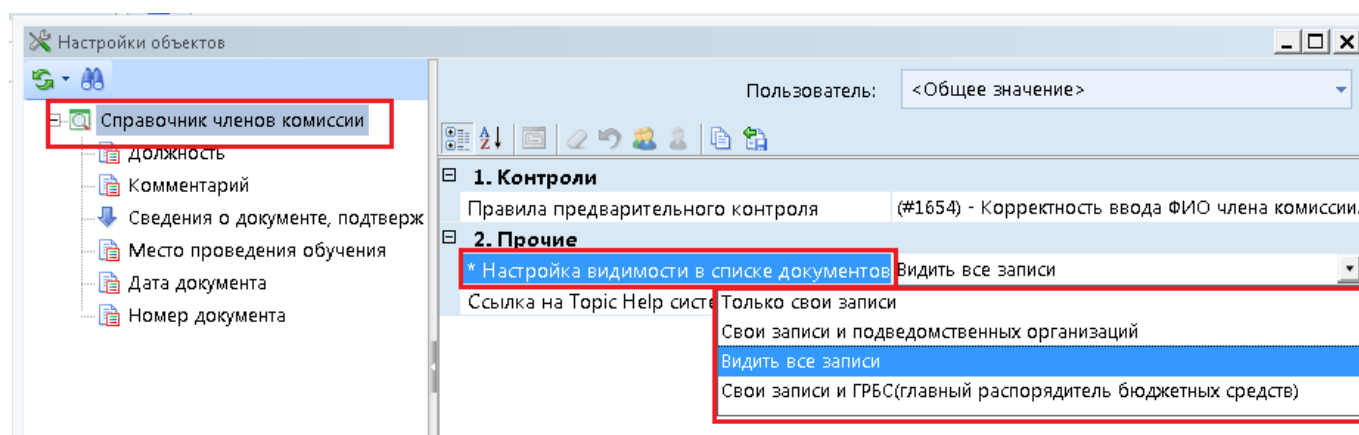 Настройки объектов
Пользователь: <Общее значение>
Справочник членов комиссии
Должность
Комментарий
Сведения о документе, подтверж
Место проведения обучения
Дата документа
Номер документа
1. Контроли
Правила предварительного контроля (#1654) - Корректность ввода ФИО члена комиссии.
2. Прочие
* Настройка видимости в списке документов Видить все записи
Ссылка на Topic Help систе
Только свои записи
Свои записи и подведомственных организаций
Видить все записи
Свои записи и ГРБС(главный распорядитель бюджетных средств)